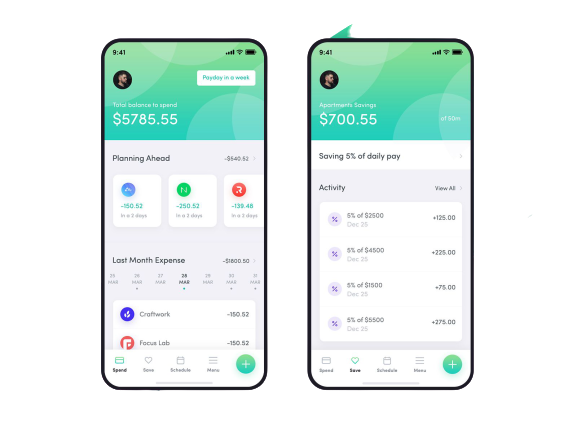 9:41
Payday in a week
Total balance to spend
$5785.55
Planning Ahead
-$540.52
-150.52
In a 2 days
-250.52
In a 2 days
-139.48
In a 2 days
Last Month Expense
-$1800.50
25 26 27 28 29 30 31
MAR MAR MAR MAR MAR MAR MAR
Craftwork
-150.52
Focus Lab
-150.52
Spend Save Schedule Menu
9:41
Apartments Savings
$700.55
of 55m
Saving 5% of daily pay
Activity
View All
5% of $2500
+125.00
Dec 25
5% of $4500
+225.00
Dec 25
5% of $1500
+75.00
Dec 25
5% of $5500
+275.00
Dec 25
Spend Save Schedule Menu